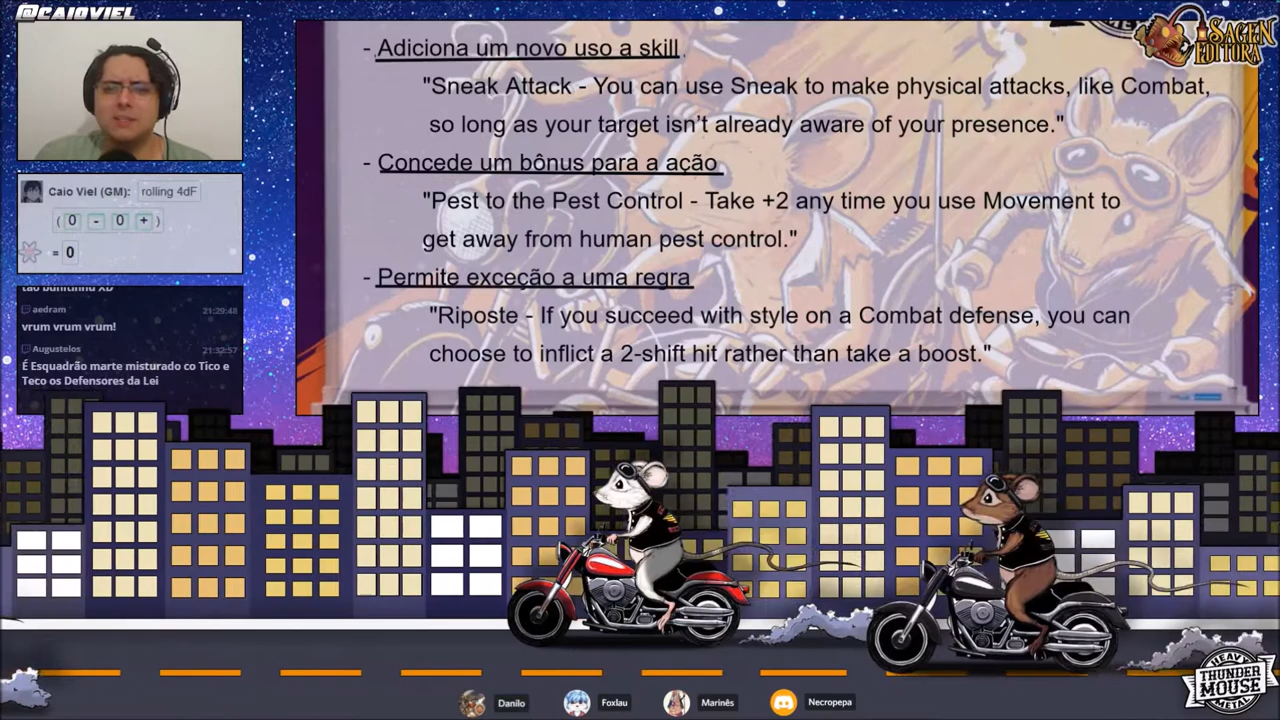 @CAIOVIEL
SAGEN
EDITORA
- Adiciona um novo uso a skill
"Sneak Attack - You can use Sneak to make physical attacks, like Combat,
so long as your target isn't already aware of your presence."
- Concede um bônus para a ação
"Pest to the Pest Control - Take +2 any time you use Movement to
get away from human pest control."
- Permite exceção a uma regra
"Riposte - If you succeed with style on a Combat defense, you can
choose to inflict a 2-shift hit rather than take a boost."
Caio Viel (GM): rolling 4dF
( 0 - 0 + )
= 0
tão bunitinhu XD
aedram 21:29:48
vrum vrum vrum!
Augustelos 21:32:57
É Esquadrão marte misturado co Tico e
Teco os Defensores da Lei
HEAVY
THUNDER
MOUSE
METAL
Danilo Foxlau Marinês Necropepa